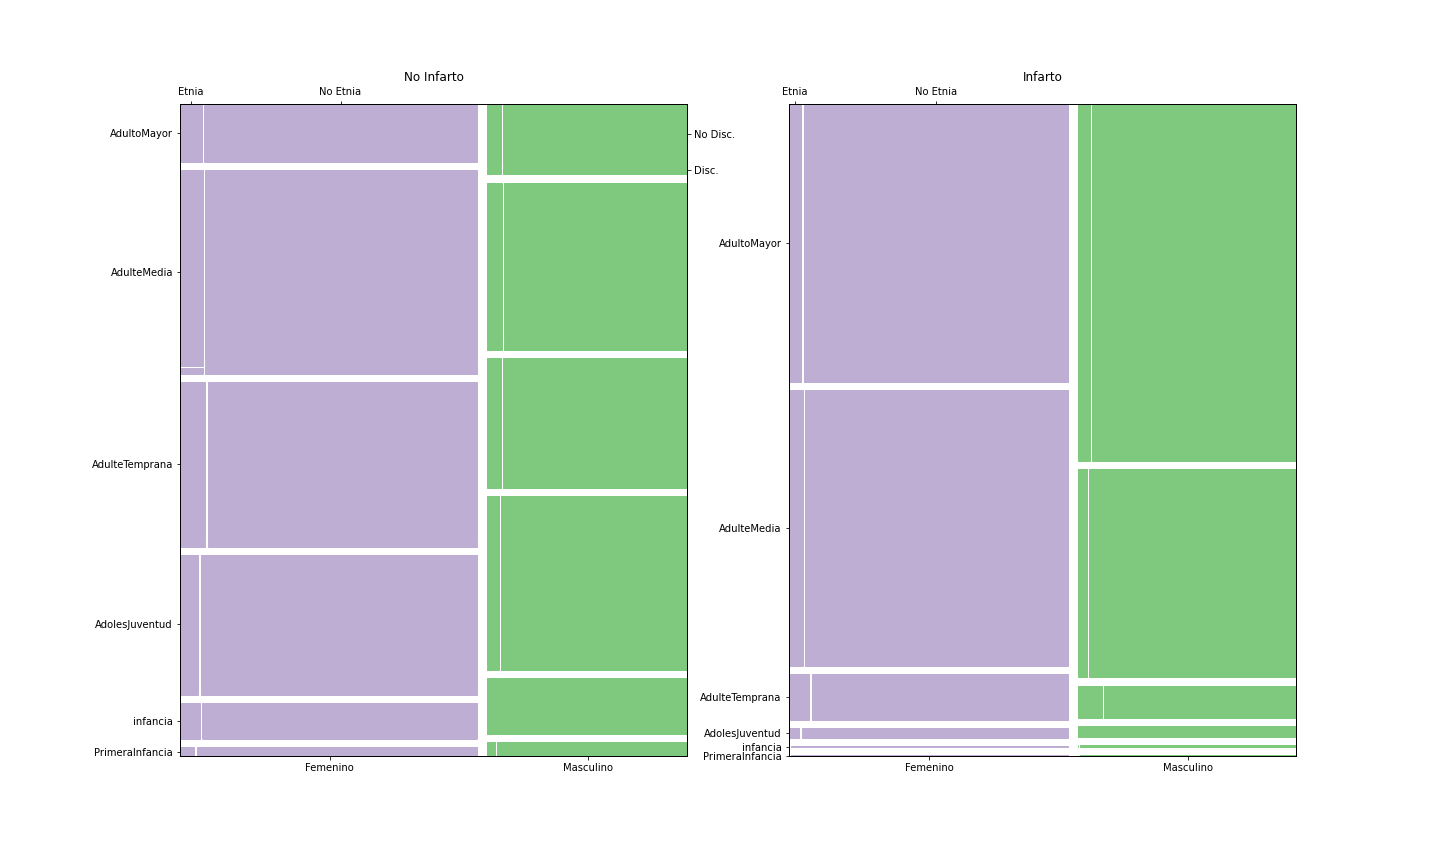 No Infarto
Etnia
No Etnia
AdultoMayor
AdulteMedia
AdulteTemprana
AdolesJuventud
infancia
PrimeraInfancia
No Disc.
Disc.
Femenino
Masculino
Infarto
Etnia
No Etnia
AdultoMayor
AdulteMedia
AdulteTemprana
AdolesJuventud
infancia
PrimeraInfancia
Femenino
Masculino